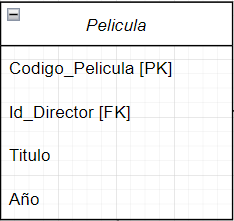 Pelicula
Codigo_Pelicula [PK]
Id_Director [FK]
Titulo
Año